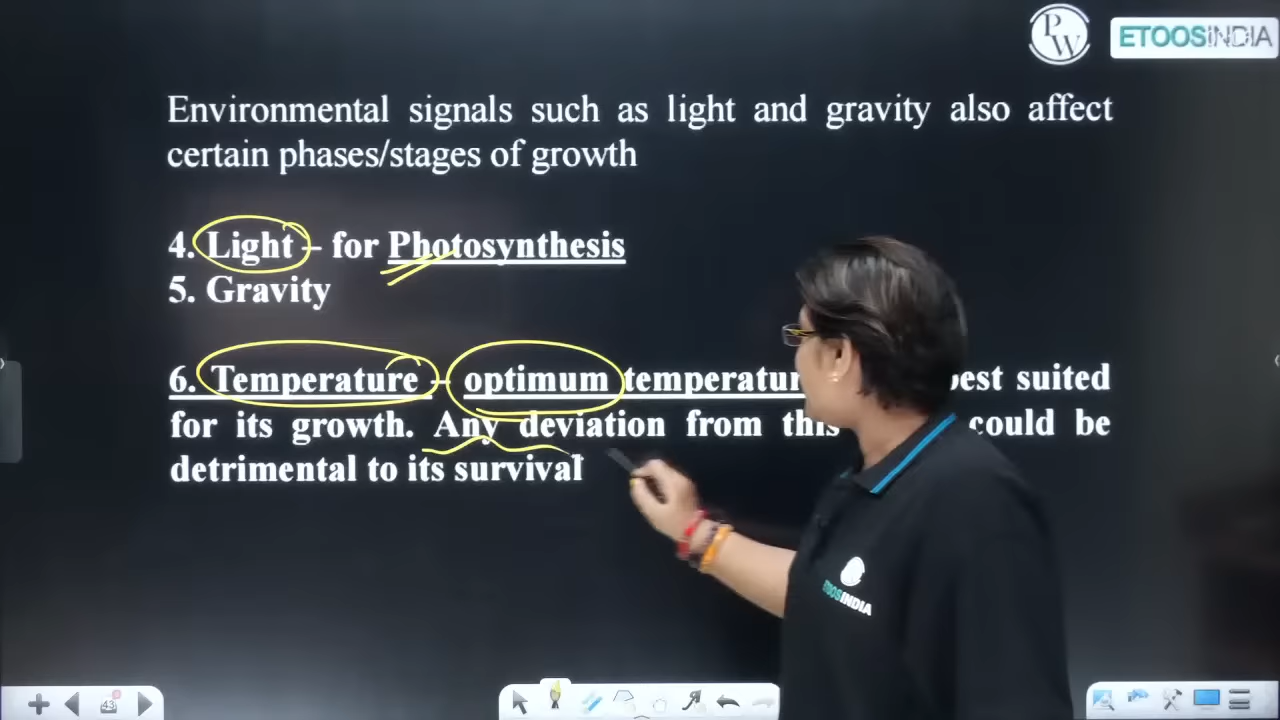 PW
ETOOSINDIA
Environmental signals such as light and gravity also affect
certain phases/stages of growth
4. Light – for Photosynthesis
5. Gravity
6. Temperature – optimum best suited
for its growth. Any deviation from this could be
detrimental to its survival
ETOOSINDIA
43